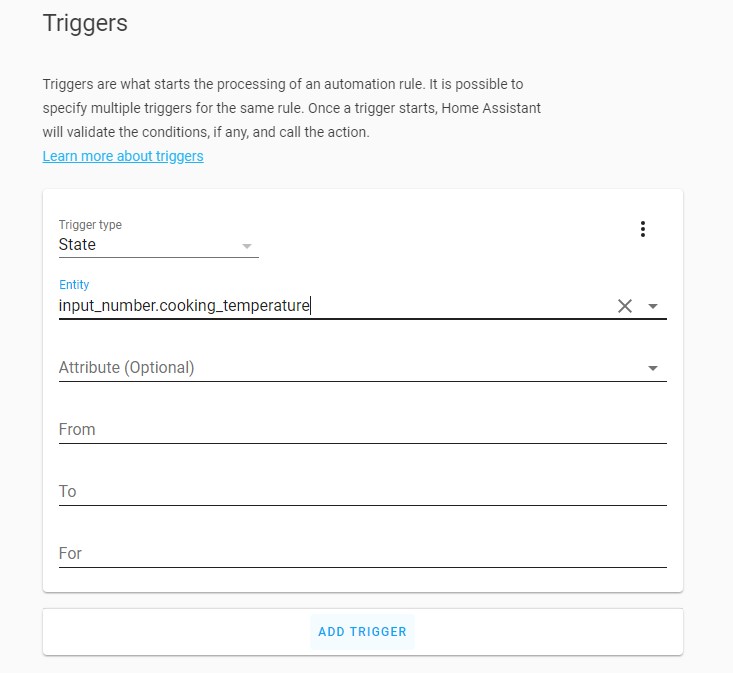 Triggers
Triggers are what starts the processing of an automation rule. It is possible to
specify multiple triggers for the same rule. Once a trigger starts, Home Assistant
will validate the conditions, if any, and call the action.
Learn more about triggers
Trigger type
State
Entity
input_number.cooking_temperature
Attribute (Optional)
From
To
For
ADD TRIGGER